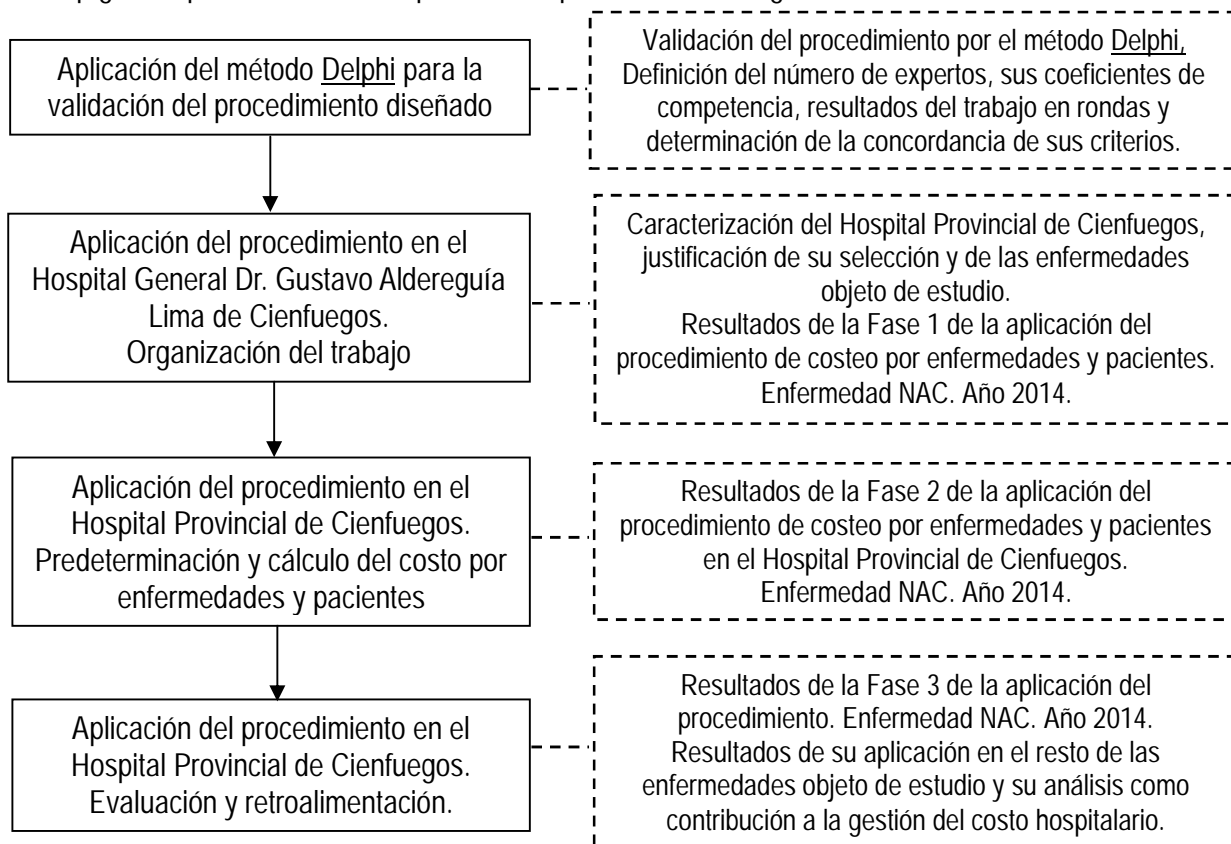 Aplicación del método Delphi para la
validación del procedimiento diseñado
Validación del procedimiento por el método Delphi,
Definición del número de expertos, sus coeficientes de
competencia, resultados del trabajo en rondas y
determinación de la concordancia de sus criterios.
Aplicación del procedimiento en el
Hospital General Dr. Gustavo Aldereguía
Lima de Cienfuegos.
Organización del trabajo
Caracterización del Hospital Provincial de Cienfuegos,
justificación de su selección y de las enfermedades
objeto de estudio.
Resultados de la Fase 1 de la aplicación del
procedimiento de costeo por enfermedades y pacientes.
Enfermedad NAC. Año 2014.
Aplicación del procedimiento en el
Hospital Provincial de Cienfuegos.
Predeterminación y cálculo del costo por
enfermedades y pacientes
Resultados de la Fase 2 de la aplicación del
procedimiento de costeo por enfermedades y pacientes
en el Hospital Provincial de Cienfuegos.
Enfermedad NAC. Año 2014.
Aplicación del procedimiento en el
Hospital Provincial de Cienfuegos.
Evaluación y retroalimentación.
Resultados de la Fase 3 de la aplicación del
procedimiento. Enfermedad NAC. Año 2014.
Resultados de su aplicación en el resto de las
enfermedades objeto de estudio y su análisis como
contribución a la gestión del costo hospitalario.